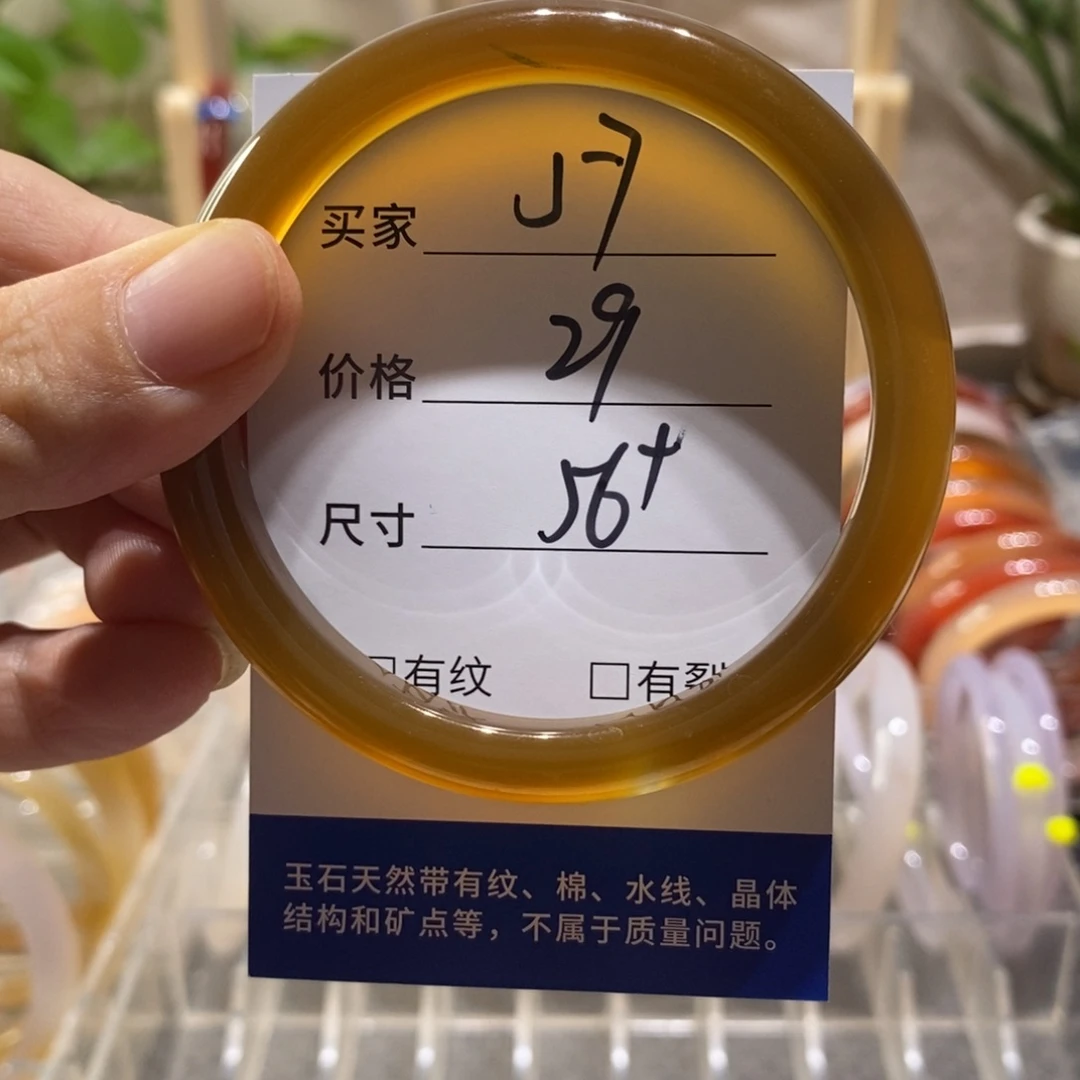 买家 J7
价格 29
尺寸 56+
□有纹 □有裂
玉石天然带有纹、棉、水线、晶体
结构和矿点等，不属于质量问题。